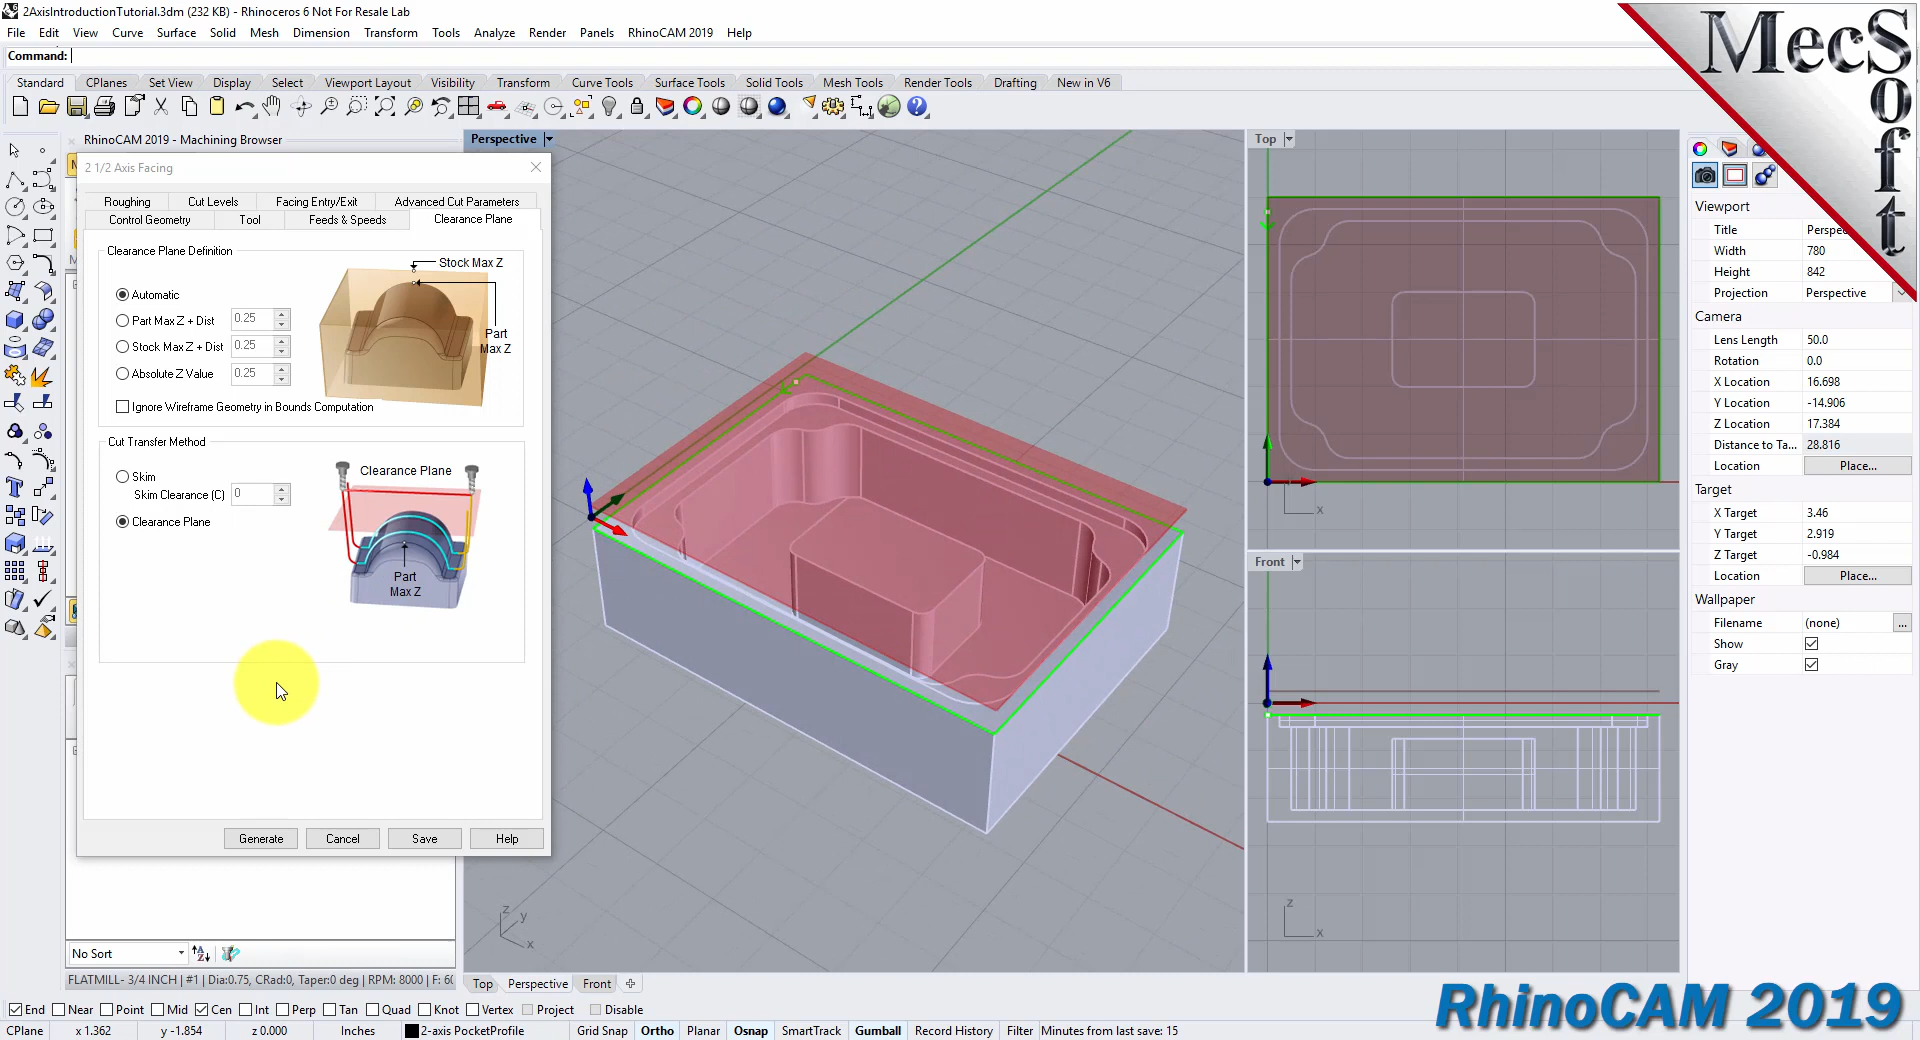 2AxisIntroductionTutorial.3dm (232 KB) - Rhinoceros 6 Not For Resale Lab
File Edit View Curve Surface Solid Mesh Dimension Transform Tools Analyze Render Panels RhinoCAM 2019 Help
Command:
Standard CPlanes Set View Display Select Viewport Layout Visibility Transform Curve Tools Surface Tools Solid Tools Mesh Tools Render Tools Drafting New in V6
MecSoft
RhinoCAM 2019 - Machining Browser
2 1/2 Axis Facing
Roughing Cut Levels Facing Entry/Exit Advanced Cut Parameters
Control Geometry Tool Feeds & Speeds Clearance Plane
Clearance Plane Definition
Stock Max Z
Automatic
Part Max Z + Dist 0.25
Stock Max Z + Dist 0.25
Absolute Z Value 0.25
Part
Max Z
Ignore Wireframe Geometry in Bounds Computation
Cut Transfer Method
Skim
Skim Clearance (C) 0
Clearance Plane
Clearance Plane
Part
Max Z
Generate Cancel Save Help
No Sort
FLATMILL- 3/4 INCH | #1 | Dia:0.75, CRad:0, Taper:0 deg | RPM: 8000 | F: 60
Perspective
z y x
Top
x
Front
z x
Viewport
Title Perspe
Width 780
Height 842
Projection Perspective
Camera
Lens Length 50.0
Rotation 0.0
X Location 16.698
Y Location -14.906
Z Location 17.384
Distance to Ta... 28.816
Location Place...
Target
X Target 3.46
Y Target 2.919
Z Target -0.984
Location Place...
Wallpaper
Filename (none) ...
Show
Gray
Top Perspective Front
End Near Point Mid Cen Int Perp Tan Quad Knot Vertex Project Disable
CPlane x 1.362 y -1.854 z 0.000 Inches 2-axis PocketProfile Grid Snap Ortho Planar Osnap SmartTrack Gumball Record History Filter Minutes from last save: 15
RhinoCAM 2019